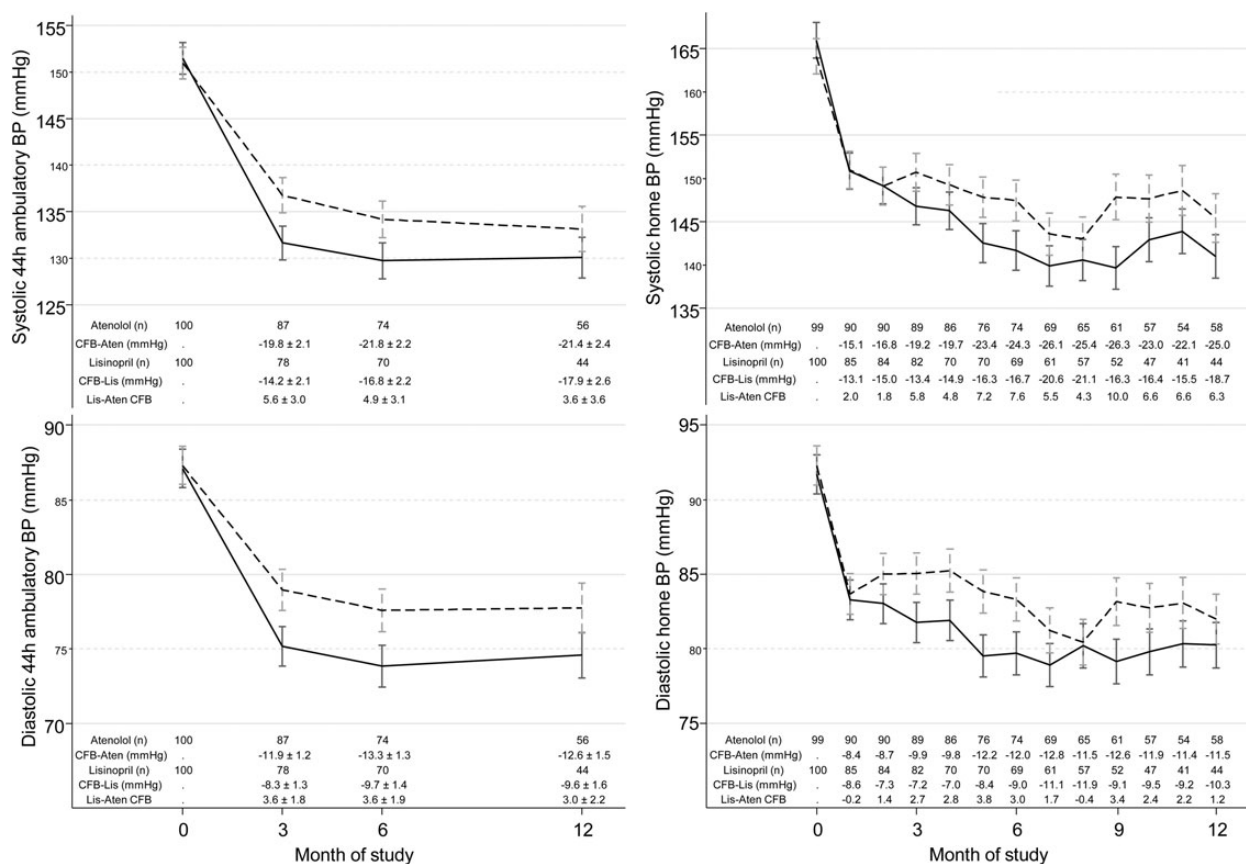 Systolic 44h ambulatory BP (mmHg)
155
150
145
140
135
130
125
Atenolol (n) 100 87 74 56
CFB-Aten (mmHg) . -19.8 ± 2.1 -21.8 ± 2.2 -21.4 ± 2.4
Lisinopril (n) 100 78 70 44
CFB-Lis (mmHg) . -14.2 ± 2.1 -16.8 ± 2.2 -17.9 ± 2.6
Lis-Aten CFB . 5.6 ± 3.0 4.9 ± 3.1 3.6 ± 3.6
Systolic home BP (mmHg)
165
160
155
150
145
140
135
Atenolol (n) 99 90 90 89 86 76 74 69 65 61 57 54 58
CFB-Aten (mmHg) . -15.1 -16.8 -19.2 -19.7 -23.4 -24.3 -26.1 -25.4 -26.3 -23.0 -22.1 -25.0
Lisinopril (n) 100 85 84 82 70 70 69 61 57 52 47 41 44
CFB-Lis (mmHg) . -13.1 -15.0 -13.4 -14.9 -16.3 -16.7 -20.6 -21.1 -16.3 -16.4 -15.5 -18.7
Lis-Aten CFB . 2.0 1.8 5.8 4.8 7.2 7.6 5.5 4.3 10.0 6.6 6.6 6.3
Diastolic 44h ambulatory BP (mmHg)
90
85
80
75
70
Atenolol (n) 100 87 74 56
CFB-Aten (mmHg) . -11.9 ± 1.2 -13.3 ± 1.3 -12.6 ± 1.5
Lisinopril (n) 100 78 70 44
CFB-Lis (mmHg) . -8.3 ± 1.3 -9.7 ± 1.4 -9.6 ± 1.6
Lis-Aten CFB . 3.6 ± 1.8 3.6 ± 1.9 3.0 ± 2.2
0 3 6 12
Month of study
Diastolic home BP (mmHg)
95
90
85
80
75
Atenolol (n) 99 90 90 89 86 76 74 69 65 61 57 54 58
CFB-Aten (mmHg) . -8.4 -8.7 -9.9 -9.8 -12.2 -12.0 -12.8 -11.5 -12.6 -11.9 -11.4 -11.5
Lisinopril (n) 100 85 84 82 70 70 69 61 57 52 47 41 44
CFB-Lis (mmHg) . -8.6 -7.3 -7.2 -7.0 -8.4 -9.0 -11.1 -11.9 -9.1 -9.5 -9.2 -10.3
Lis-Aten CFB . -0.2 1.4 2.7 2.8 3.8 3.0 1.7 -0.4 3.4 2.4 2.2 1.2
0 3 6 9 12
Month of study